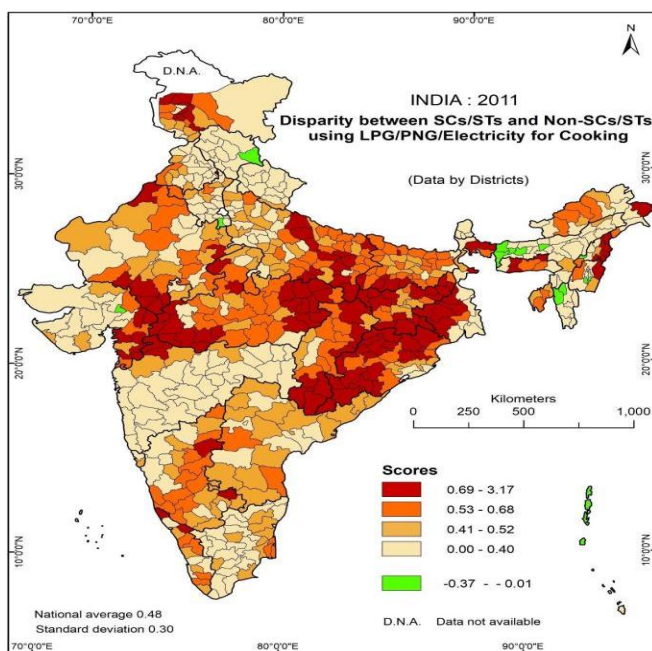 70°0'0"E 80°0'0"E 90°0'0"E
N
D.N.A.
INDIA : 2011
Disparity between SCs/STs and Non-SCs/STs
using LPG/PNG/Electricity for Cooking
(Data by Districts)
30°0'0"N 30°0'0"N
20°0'0"N 20°0'0"N
Kilometers
0 250 500 1,000
Scores
0.69 - 3.17
0.53 - 0.68
0.41 - 0.52
0.00 - 0.40
-0.37 - - 0.01
10°0'0"N 10°0'0"N
National average 0.48
Standard deviation 0.30
D.N.A. Data not available
70°0'0"E 80°0'0"E 90°0'0"E